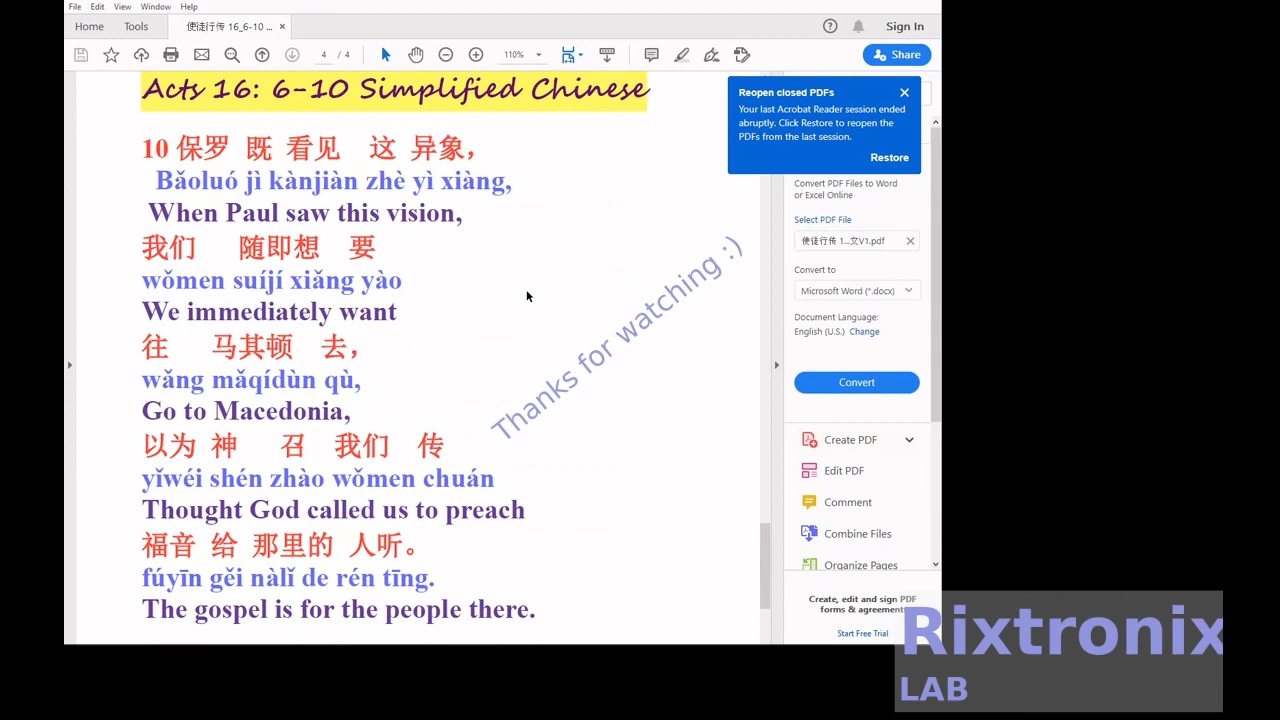 File Edit View Window Help
Home Tools 使徒行传 16_6-10 ... × Sign In
4 / 4 110% Share
Acts 16: 6-10 Simplified Chinese
10 保罗 既 看见 这 异象，
Bǎoluó jì kànjiàn zhè yì xiàng,
When Paul saw this vision,
我们 随即想 要
wǒmen suíjí xiǎng yào
We immediately want
往 马其顿 去，
wǎng mǎqídùn qù,
Go to Macedonia,
以为 神 召 我们 传
yǐwéi shén zhào wǒmen chuán
Thought God called us to preach
福音 给 那里的 人听。
fúyīn gěi nàlǐ de rén tīng.
The gospel is for the people there.
Thanks for watching :)
Reopen closed PDFs
Your last Acrobat Reader session ended
abruptly. Click Restore to reopen the
PDFs from the last session.
Restore
Convert PDF Files to Word
or Excel Online
Select PDF File
使徒行传 1...文V1.pdf
Convert to
Microsoft Word (*.docx)
Document Language:
English (U.S.) Change
Convert
Create PDF
Edit PDF
Comment
Combine Files
Organize Pages
Create, edit and sign PDF
forms & agreement
Start Free Trial
Rixtronix
LAB